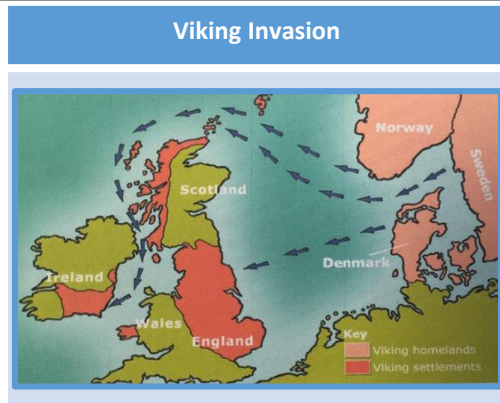 Viking Invasion
Norway
Sweden
Scotland
Denmark
Ireland
Wales
England
Key
Viking homelands
Viking settlements